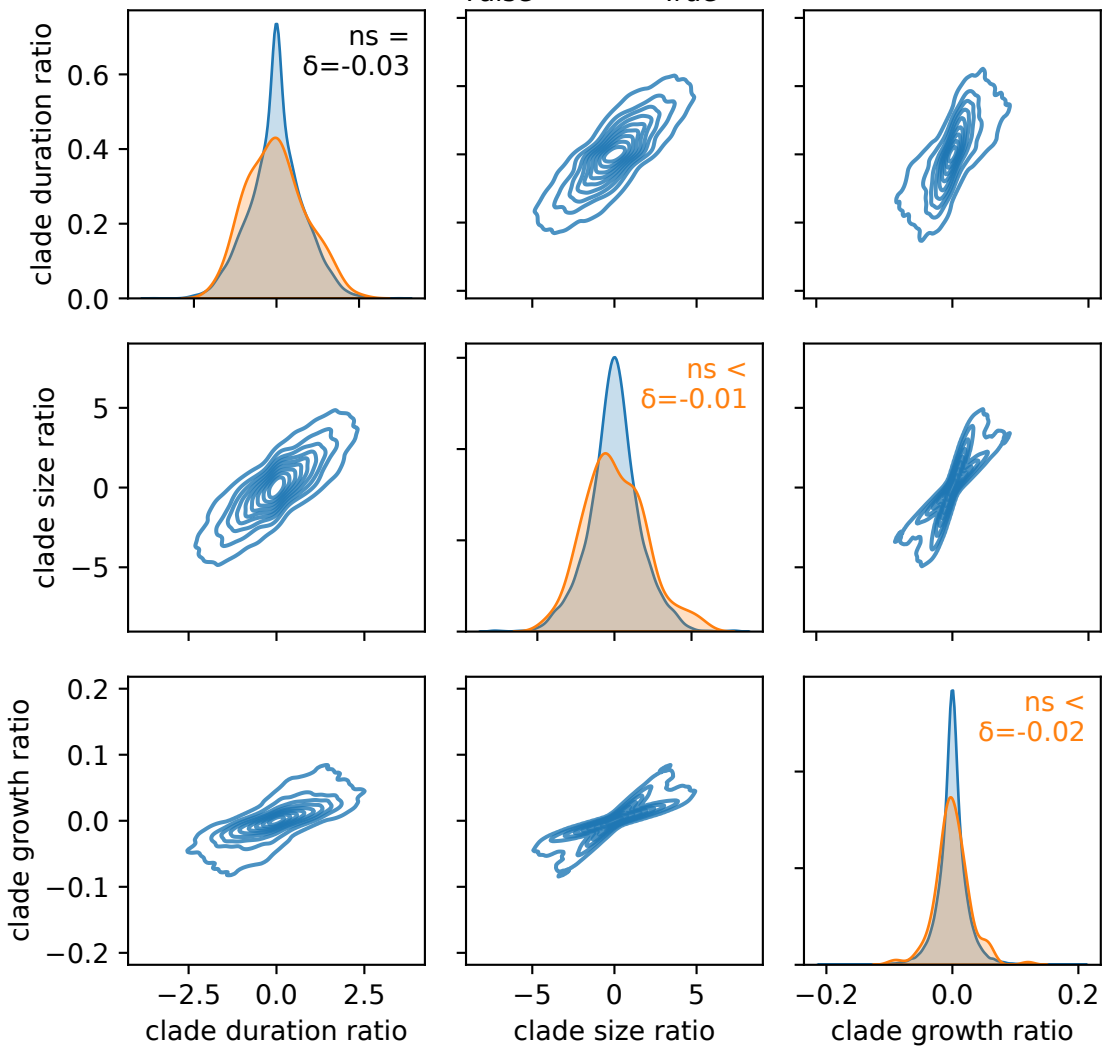 clade duration ratio
0.6
0.4
0.2
0.0
ns =
δ=-0.03
clade size ratio
5
0
−5
ns <
δ=-0.01
clade growth ratio
0.2
0.1
0.0
−0.1
−0.2
ns <
δ=-0.02
−2.5 0.0 2.5
−5 0 5
−0.2 0.0 0.2
clade duration ratio
clade size ratio
clade growth ratio